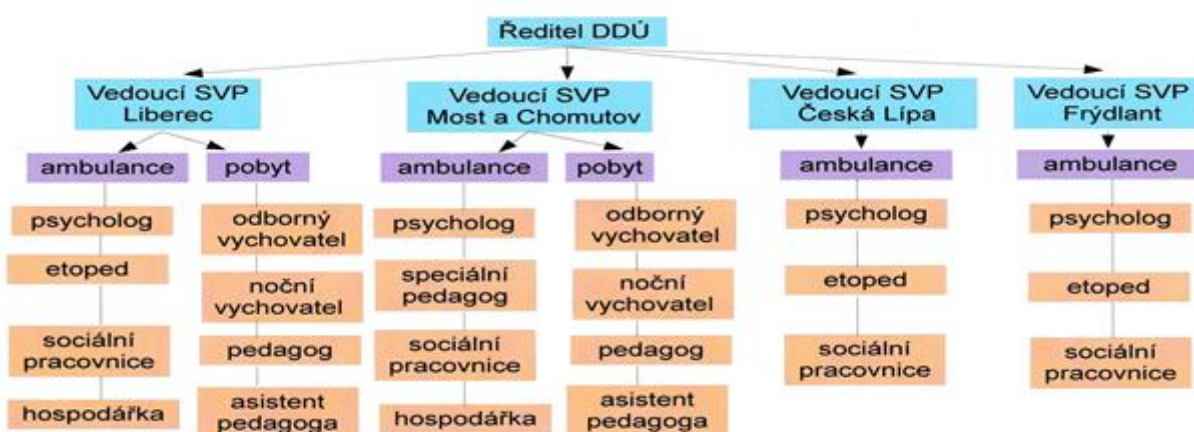 Ředitel DDÚ
Vedoucí SVP
Liberec
Vedoucí SVP
Most a Chomutov
Vedoucí SVP
Česká Lípa
Vedoucí SVP
Frýdlant
ambulance
pobyt
ambulance
pobyt
ambulance
ambulance
psycholog
etoped
sociální
pracovnice
hospodářka
odborný
vychovatel
noční
vychovatel
pedagog
asistent
pedagoga
psycholog
speciální
pedagog
sociální
pracovnice
hospodářka
odborný
vychovatel
noční
vychovatel
pedagog
asistent
pedagoga
psycholog
etoped
sociální
pracovnice
psycholog
etoped
sociální
pracovnice